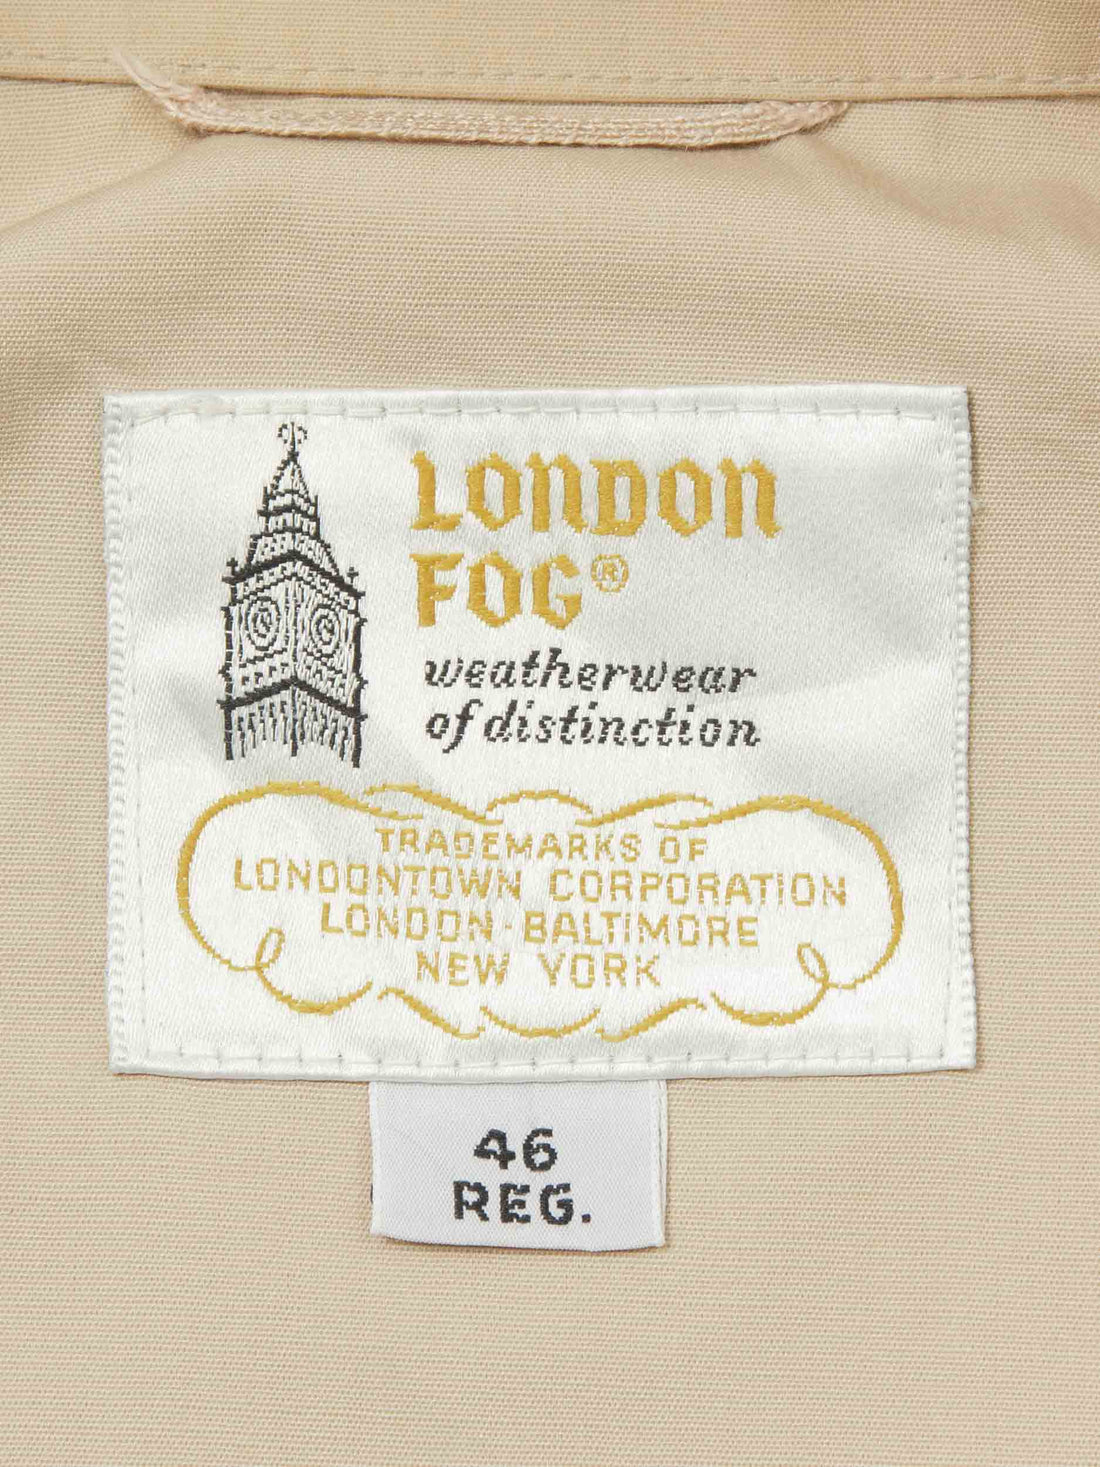 LONDON
FOG®
weatherwear
of distinction
TRADEMARKS OF
LONDONTOWN CORPORATION
LONDON-BALTIMORE
NEW YORK
46
REG.